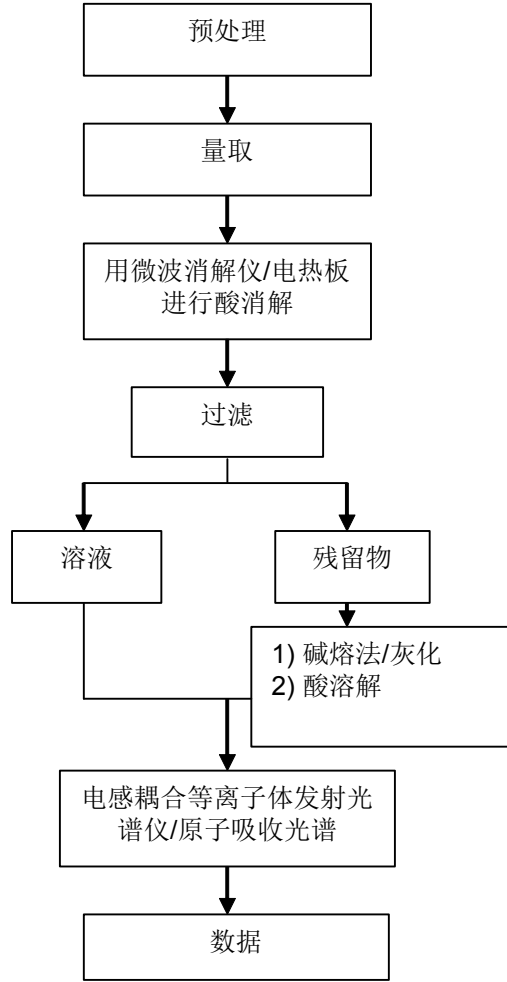 预处理
量取
用微波消解仪/电热板
进行酸消解
过滤
溶液
残留物
1) 碱熔法/灰化
2) 酸溶解
电感耦合等离子体发射光
谱仪/原子吸收光谱
数据